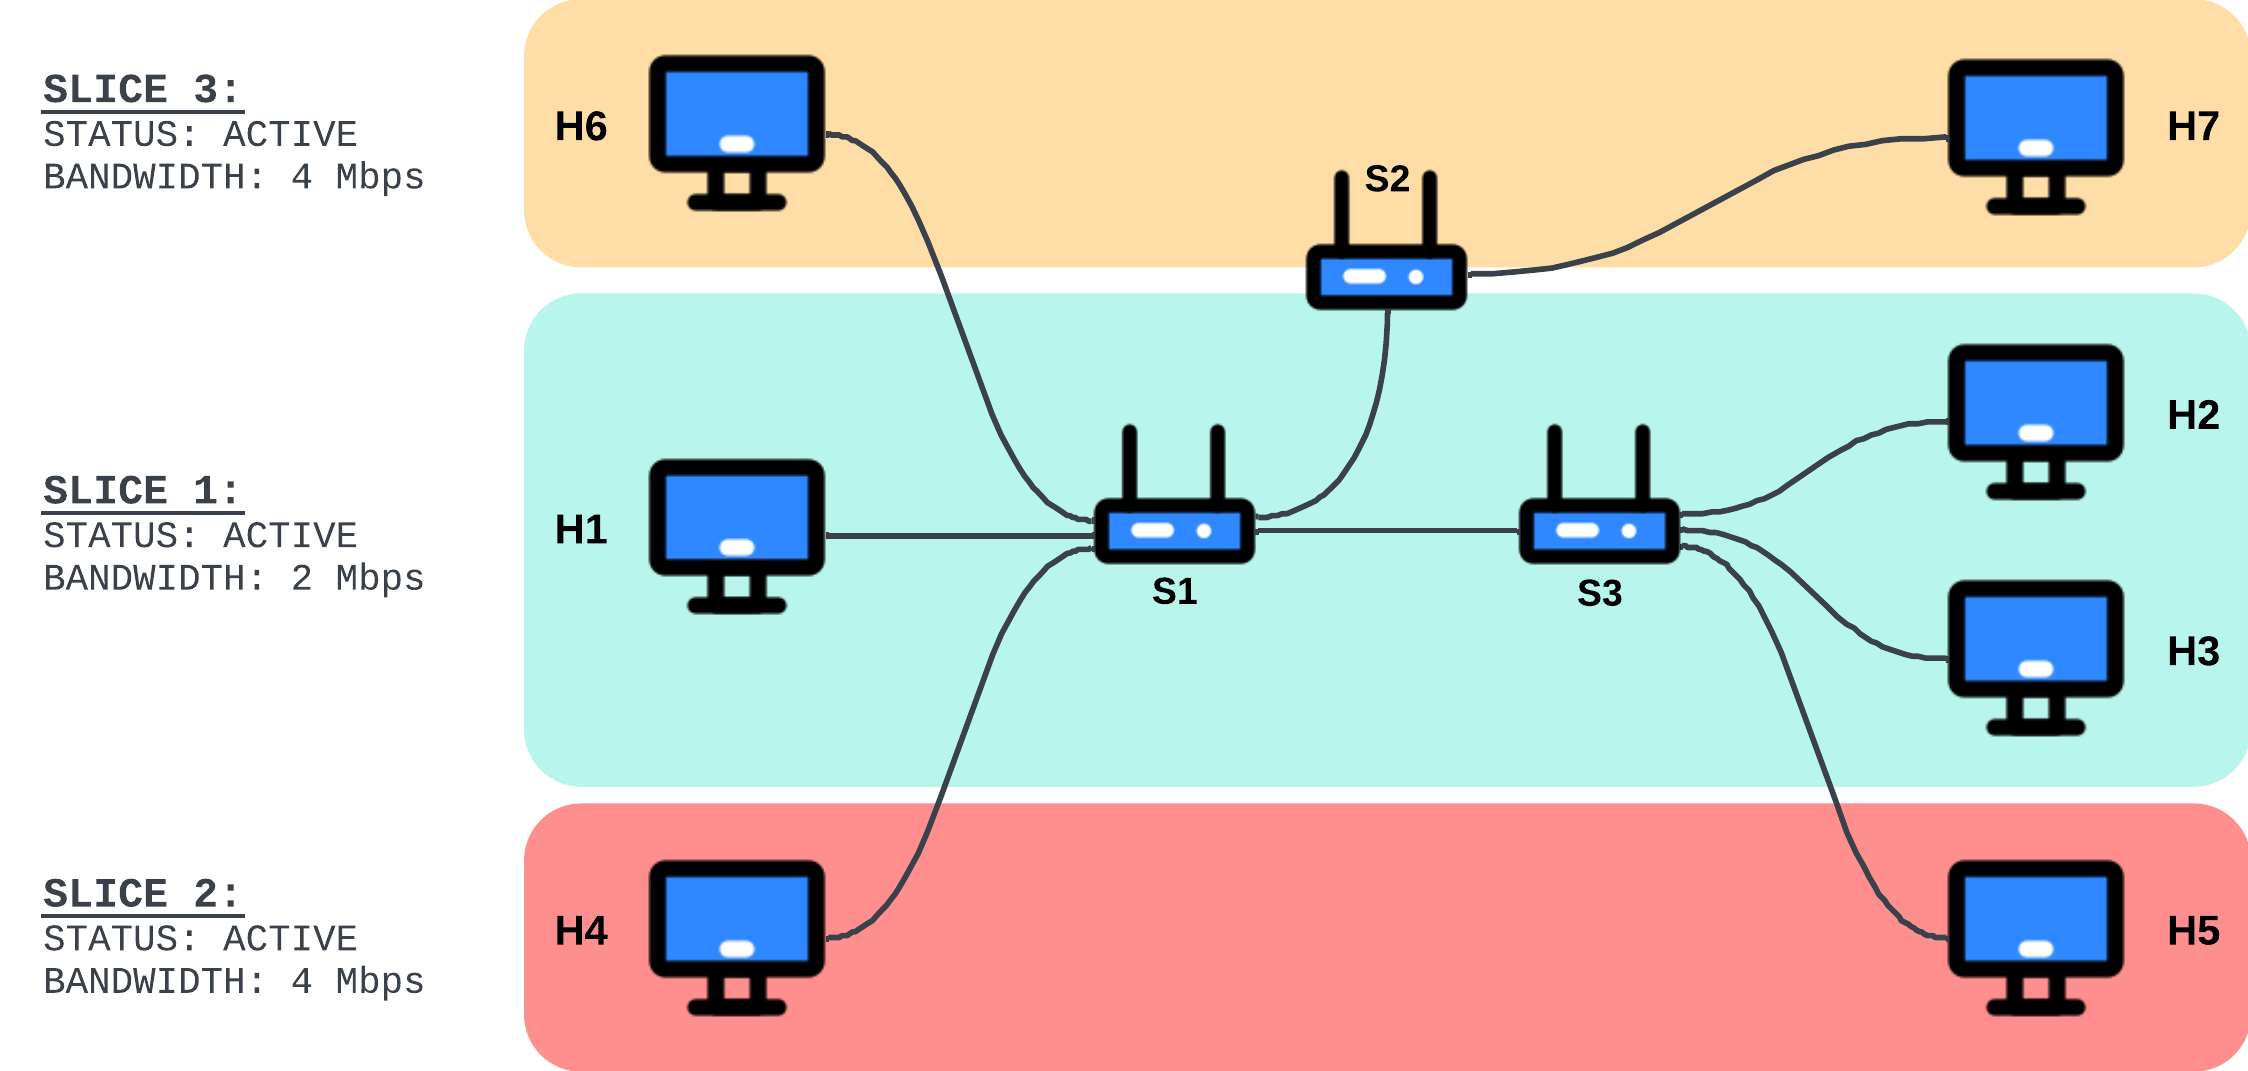 SLICE 3:
STATUS: ACTIVE
BANDWIDTH: 4 Mbps
H6
S2
H7
SLICE 1:
STATUS: ACTIVE
BANDWIDTH: 2 Mbps
H1
S1
S3
H2
H3
SLICE 2:
STATUS: ACTIVE
BANDWIDTH: 4 Mbps
H4
H5